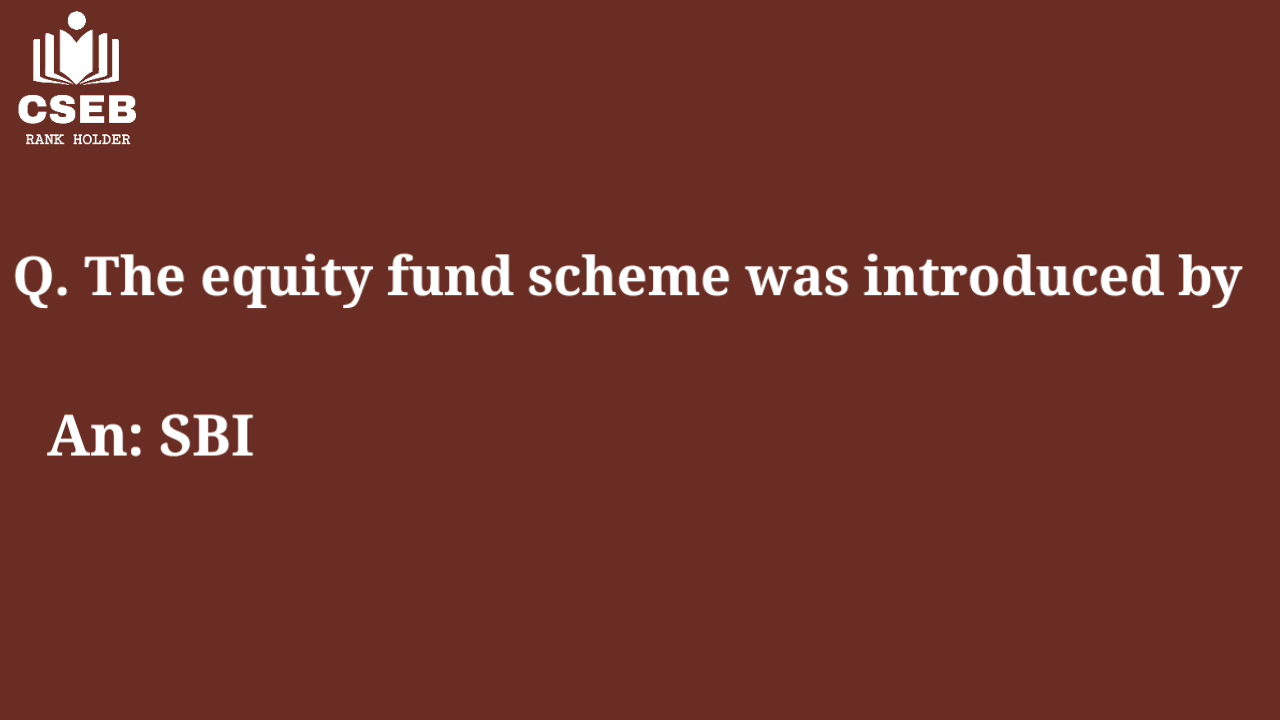 CSEB
RANK HOLDER
Q. The equity fund scheme was introduced by
An: SBI